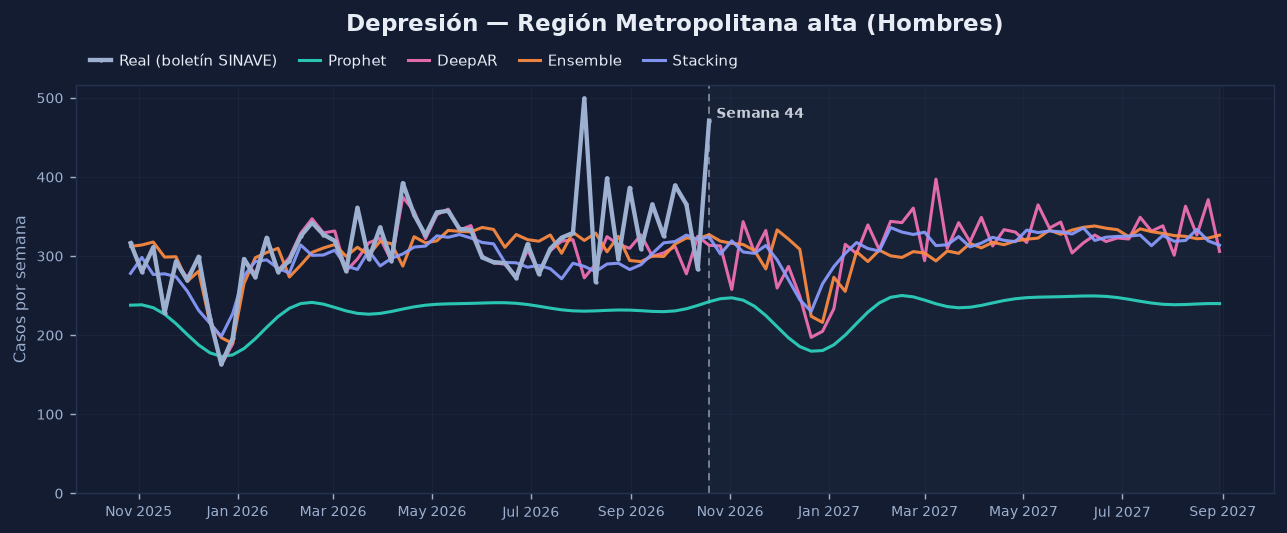 Depresión — Región Metropolitana alta (Hombres)
Real (boletín SINAVE) Prophet DeepAR Ensemble Stacking
Semana 44
Casos por semana
500
400
300
200
100
0
Nov 2025 Jan 2026 Mar 2026 May 2026 Jul 2026 Sep 2026 Nov 2026 Jan 2027 Mar 2027 May 2027 Jul 2027 Sep 2027